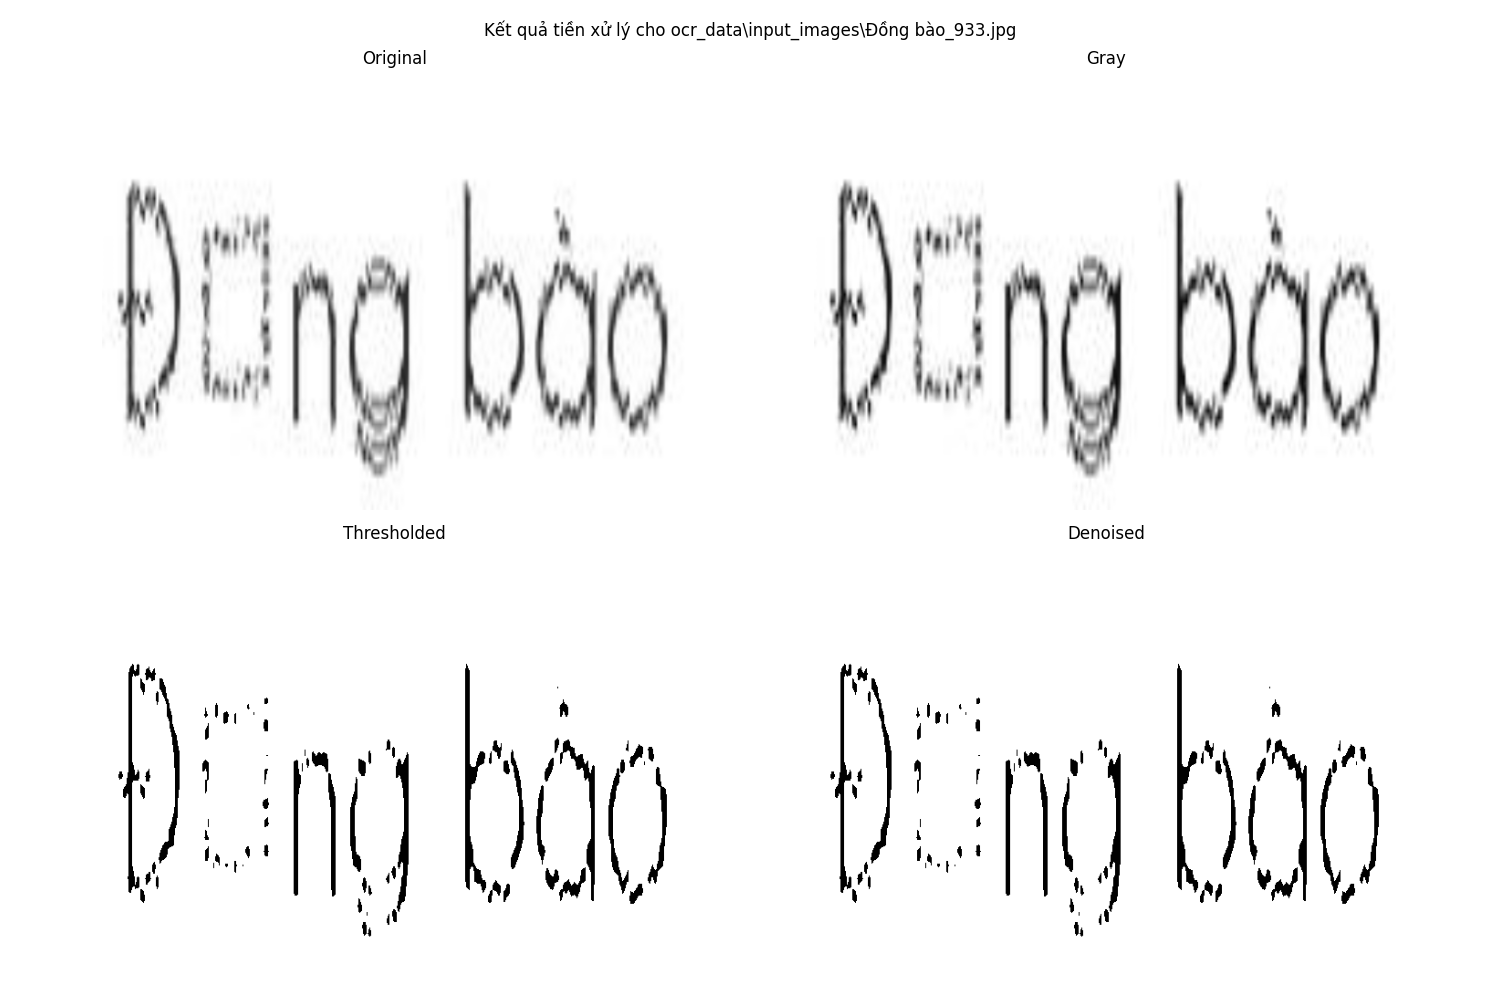 Kết quả tiền xử lý cho ocr_data\input_images\Đồng bào_933.jpg
Original
Đ□ng bào
Gray
Đ□ng bào
Thresholded
Đ□ng bào
Denoised
Đ□ng bào